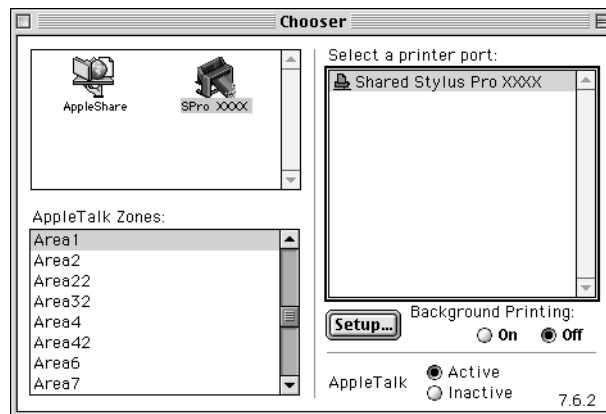 Chooser
AppleShare
SPro XXXX
AppleTalk Zones:
Area1
Area2
Area22
Area32
Area4
Area42
Area6
Area7
Select a printer port:
Shared Stylus Pro XXXX
Setup...
Background Printing:
On Off
AppleTalk
Active
Inactive
7.6.2